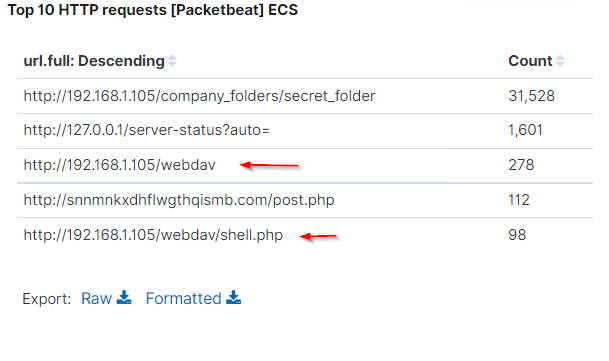 Top 10 HTTP requests [Packetbeat] ECS
url.full: Descending Count
http://192.168.1.105/company_folders/secret_folder 31,528
http://127.0.0.1/server-status?auto= 1,601
http://192.168.1.105/webdav 278
http://snnmnkxdhflwgthqismb.com/post.php 112
http://192.168.1.105/webdav/shell.php 98
Export: Raw Formatted